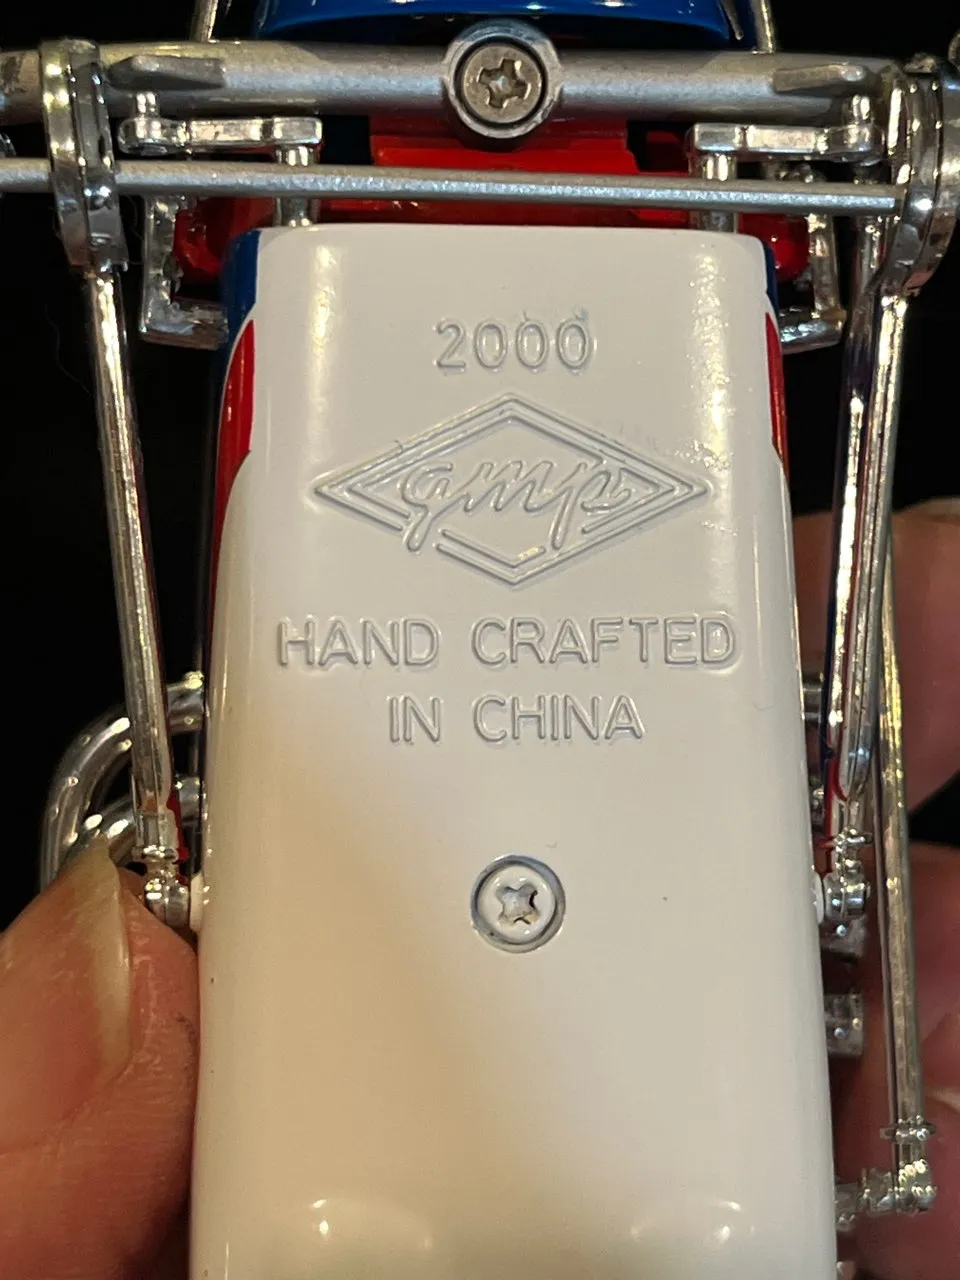 2000
gmp
HAND CRAFTED
IN CHINA